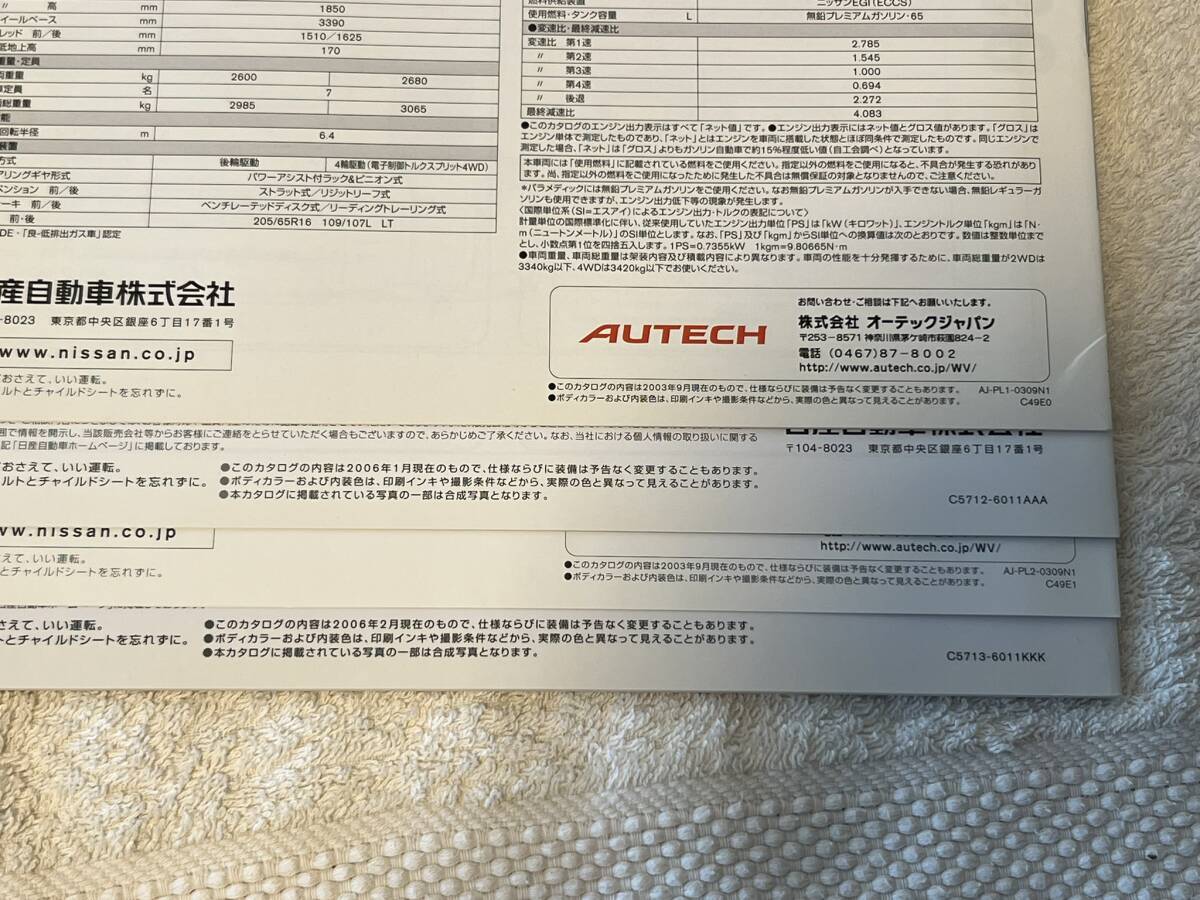 〃 高 mm 1850
イールベース mm 3390
レッド 前/後 mm 1510/1625
低地上高 mm 170
重量・定員
両重量 kg 2600 2680
車定員 名 7
両総重量 kg 2985 3065
能
回転半径 m 6.4
装置
方式 後輪駆動 4輪駆動(電子制御トルクスプリット4WD)
アリングギヤ形式 パワーアシスト付ラック&ピニオン式
ペンション 前/後 ストラット式/リジットリーフ式
ーキ 前/後 ベンチレーテッドディスク式/リーディングトレーリング式
前・後 205/65R16 109/107L LT
DE・「良-低排出ガス車」認定
産自動車株式会社
-8023 東京都中央区銀座6丁目17番1号
www.nissan.co.jp
おさえて、いい運転。
ルトとチャイルドシートを忘れずに。
燃料供給装置 ニッサンEGI(ECCS)
使用燃料・タンク容量 L 無鉛プレミアムガソリン・65
●変速比・最終減速比
変速比 第1速 2.785
〃 第2速 1.545
〃 第3速 1.000
〃 第4速 0.694
〃 後退 2.272
最終減速比 4.083
●このカタログのエンジン出力表示はすべて「ネット値」です。●エンジン出力表示にはネット値とグロス値があります。「グロス」は
エンジン単体で測定したものであり、「ネット」とはエンジンを車両に搭載した状態とほぼ同条件で測定したものです。同じエンジンで
測定した場合、「ネット」は「グロス」よりもガソリン自動車で約15%程度低い値(自工会調べ)となっています。
本車両には「使用燃料」に記載されている燃料をご使用ください。指定以外の燃料をご使用になると、不具合が発生する恐れがあり
ます。尚、指定以外の燃料をご使用になったために発生した不具合は無償保証の対象となりませんので、ご注意ください。
*パラメディックには無鉛プレミアムガソリンをご使用ください。なお無鉛プレミアムガソリンが入手できない場合、無鉛レギュラーガ
ソリンも使用できますが、エンジン出力低下等の現象が発生します。
〈国際単位系(SI=エスアイ)によるエンジン出力・トルクの表記について〉
計量単位の国際標準化に伴い、従来使用していたエンジン出力単位「PS」は「kW(キロワット)」、エンジントルク単位「kgm」は「N・
m(ニュートンメートル)」のSI単位とします。なお、「PS」及び「kgm」からSI単位への換算値は次のとおりです。数値は整数単位まで
とし、小数点第1位を四捨五入します。1PS=0.7355kW 1kgm=9.80665N・m
●車両重量、車両総重量は架装内容及び積載内容により異なります。車両の性能を十分発揮するために、車両総重量が2WDは
3340kg以下、4WDは3420kg以下でお使いください。
AUTECH
お問い合わせ・ご相談は下記へお願いいたします。
株式会社 オーテックジャパン
〒253-8571 神奈川県茅ケ崎市萩園824-2
電話 (0467)87-8002
http://www.autech.co.jp/WV/
●このカタログの内容は2003年9月現在のもので、仕様ならびに装備は予告なく変更することもあります。 AJ-PL1-0309N1
●ボディカラーおよび内装色は、印刷インキや撮影条件などから、実際の色と異なって見えることがあります。 C49E0
囲で情報を開示し、当該販売会社等からお客様にご連絡をとらせていただく場合もございますので、あらかじめご了承ください。なお、当社における個人情報の取り扱いに関する
記「日産自動車ホームページ」に掲載しております。
日産自動車株式会社
〒104-8023 東京都中央区銀座6丁目17番1号
おさえて、いい運転。
ルトとチャイルドシートを忘れずに。
●このカタログの内容は2006年1月現在のもので、仕様ならびに装備は予告なく変更することもあります。
●ボディカラーおよび内装色は、印刷インキや撮影条件などから、実際の色と異なって見えることがあります。
●本カタログに掲載されている写真の一部は合成写真となります。
C5712-6011AAA
ww.nissan.co.jp
さえて、いい運転。
とチャイルドシートを忘れずに。
http://www.autech.co.jp/WV/
●このカタログの内容は2003年9月現在のもので、仕様ならびに装備は予告なく変更することもあります。 AJ-PL2-0309N1
●ボディカラーおよび内装色は、印刷インキや撮影条件などから、実際の色と異なって見えることがあります。 C49E1
さえて、いい運転。
トとチャイルドシートを忘れずに。
●このカタログの内容は2006年2月現在のもので、仕様ならびに装備は予告なく変更することもあります。
●ボディカラーおよび内装色は、印刷インキや撮影条件などから、実際の色と異なって見えることがあります。
●本カタログに掲載されている写真の一部は合成写真となります。
C5713-6011KKK